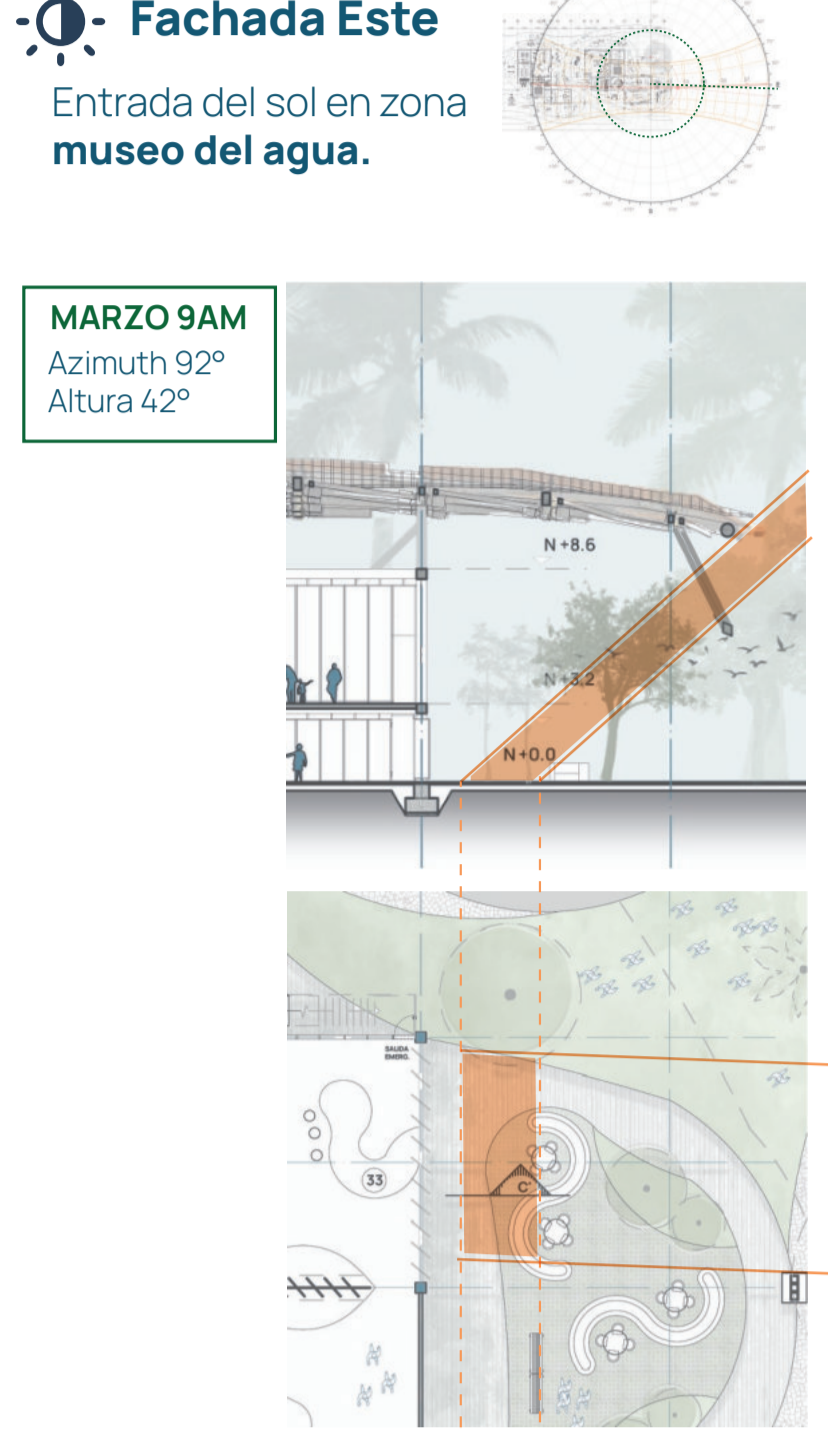 Fachada Este
Entrada del sol en zona
museo del agua.
MARZO 9AM
Azimuth 92°
Altura 42°
N +8.6
N +3.2
N +0.0
SALIDA
EMERG.
33
C'